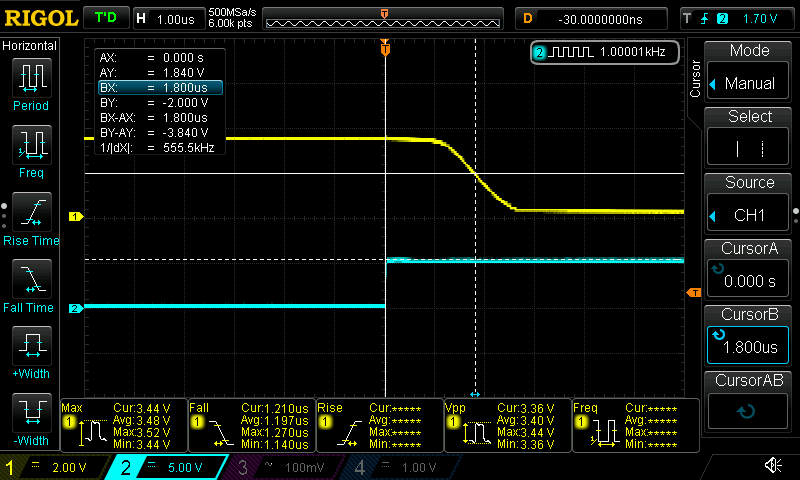 RIGOL T'D H 1.00us 500MSa/s 6.00k pts T D -30.0000000ns T 2 1.70 V
Horizontal
Period
Freq
Rise Time
Fall Time
+Width
-Width
AX: = 0.000 s
AY: = 1.840 V
BX: = 1.800us
BY: = -2.000 V
BX-AX: = 1.800us
BY-AY: = -3.840 V
1/|dX|: = 555.5kHz
T
2 1.00001kHz
1
2
T
Cursor
Mode
Manual
Select
Source
CH1
CursorA
0.000 s
CursorB
1.800us
CursorAB
Max
1
Cur:3.44 V
Avg:3.48 V
Max:3.52 V
Min:3.44 V
Fall
1
Cur:1.210us
Avg:1.197us
Max:1.270us
Min:1.140us
Rise
1
Cur:*****
Avg:*****
Max:*****
Min:*****
Vpp
1
Cur:3.36 V
Avg:3.40 V
Max:3.44 V
Min:3.36 V
Freq
1
Cur:*****
Avg:*****
Max:*****
Min:*****
1 2.00 V 2 5.00 V 3 100mV 4 1.00 V